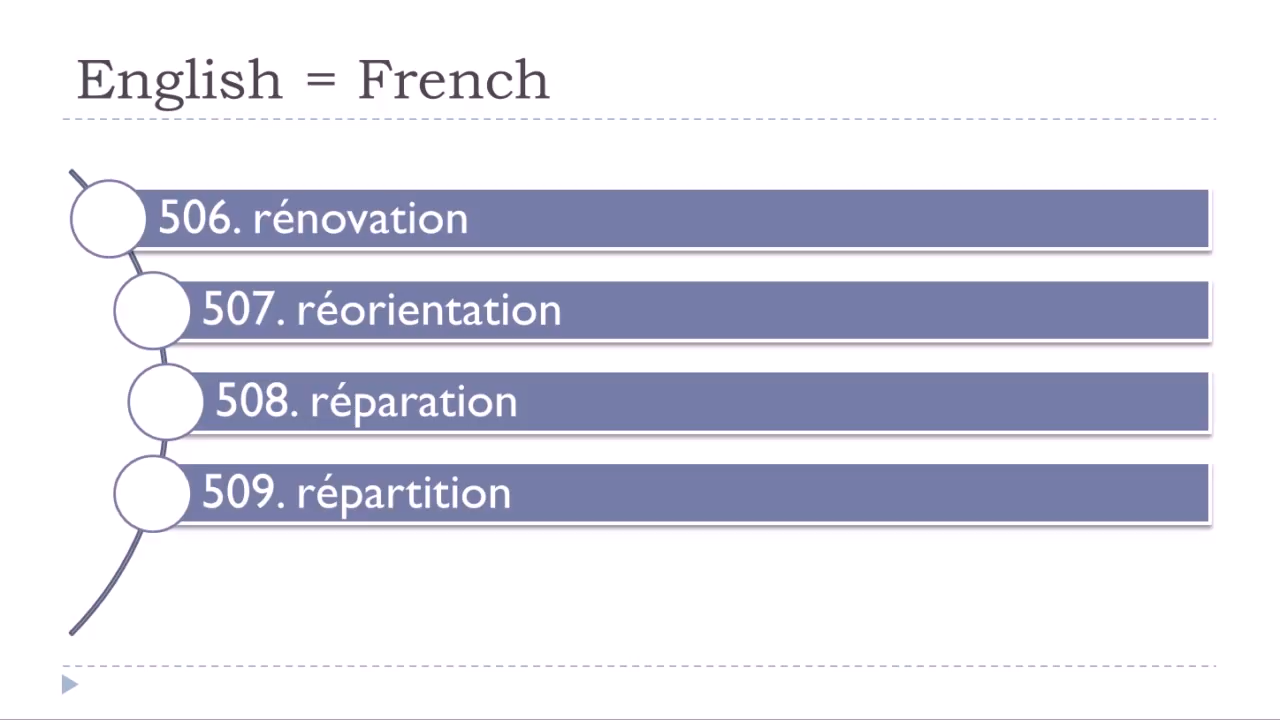 English = French
506. rénovation
507. réorientation
508. réparation
509. répartition